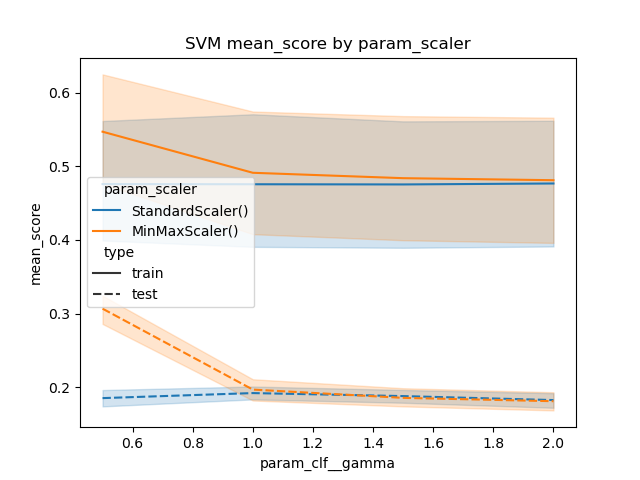 SVM mean_score by param_scaler
mean_score
0.6
0.5
0.4
0.3
0.2
param_scaler
StandardScaler()
MinMaxScaler()
type
train
test
0.6 0.8 1.0 1.2 1.4 1.6 1.8 2.0
param_clf__gamma